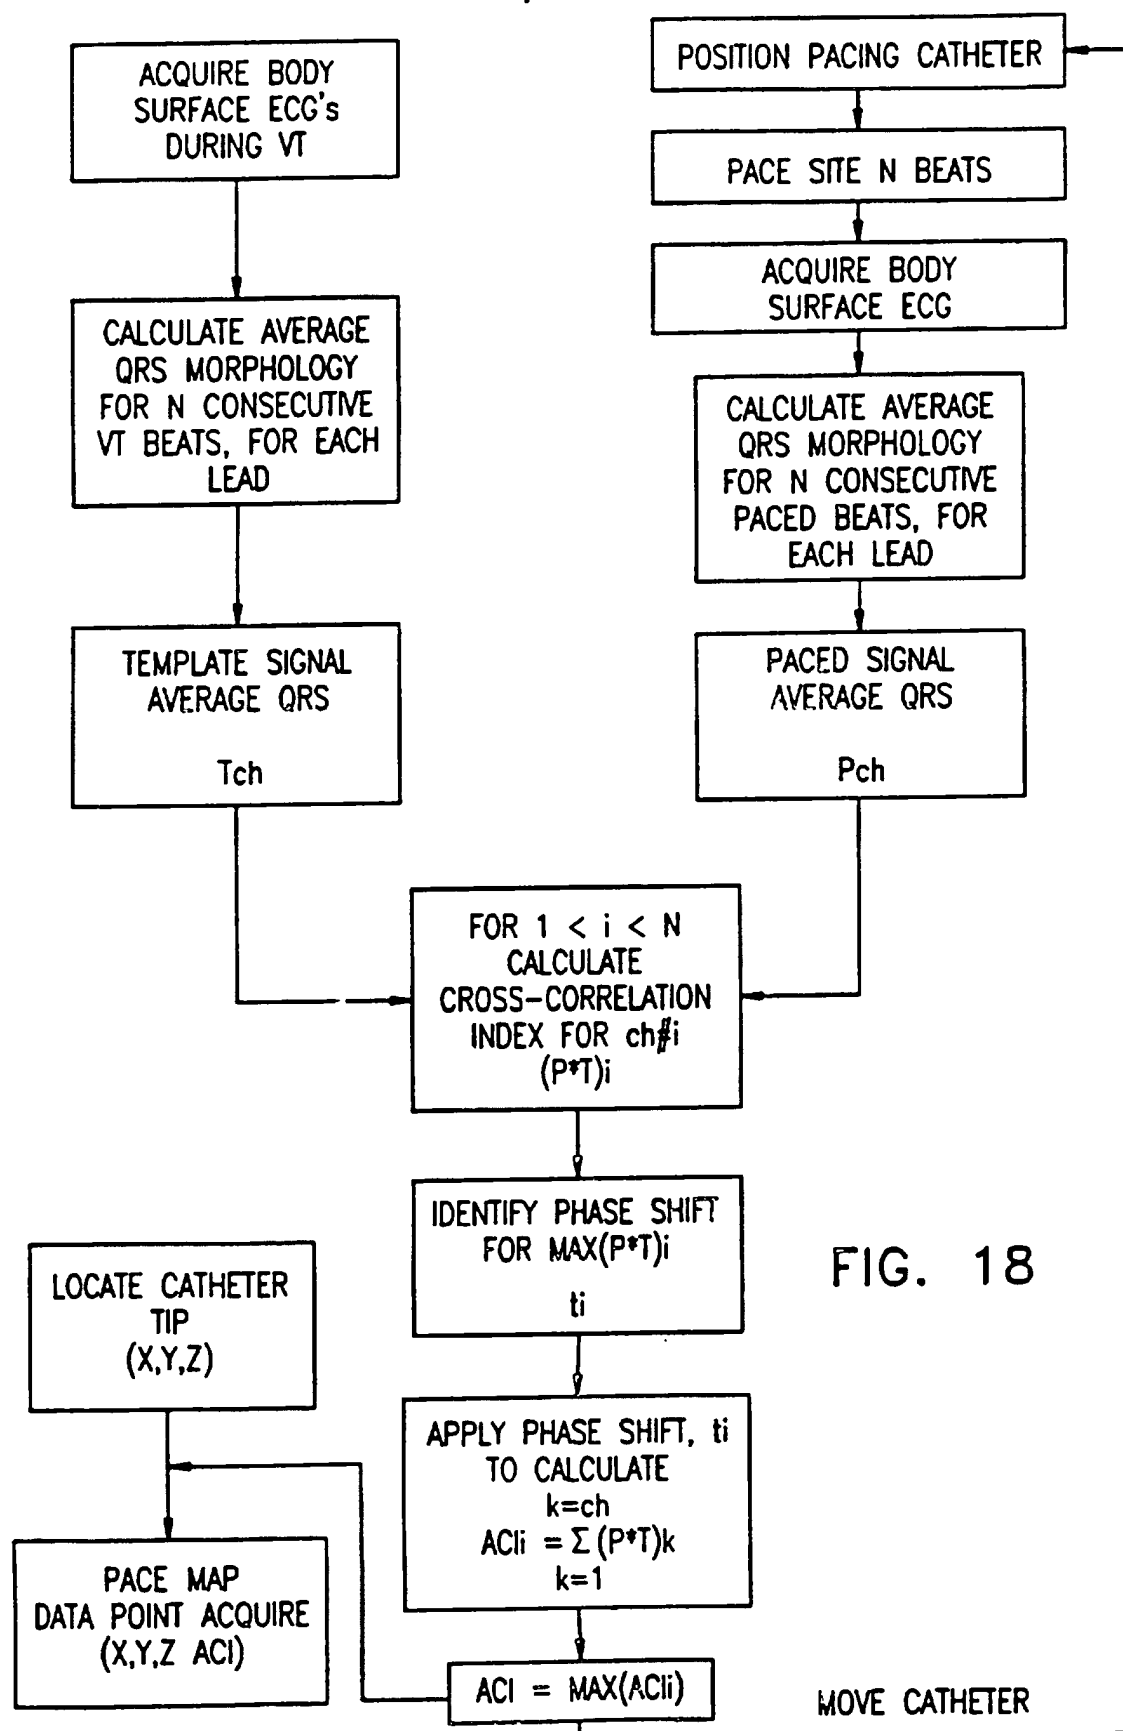 ACQUIRE BODY
SURFACE ECG's
DURING VT
CALCULATE AVERAGE
QRS MORPHOLOGY
FOR N CONSECUTIVE
VT BEATS, FOR EACH
LEAD
TEMPLATE SIGNAL
AVERAGE QRS
Tch
POSITION PACING CATHETER
PACE SITE N BEATS
ACQUIRE BODY
SURFACE ECG
CALCULATE AVERAGE
QRS MORPHOLOGY
FOR N CONSECUTIVE
PACED BEATS, FOR
EACH LEAD
PACED SIGNAL
AVERAGE QRS
Pch
FOR 1 < i < N
CALCULATE
CROSS-CORRELATION
INDEX FOR ch#i
(P*T)i
IDENTIFY PHASE SHIFT
FOR MAX(P*T)i
ti
FIG. 18
APPLY PHASE SHIFT, ti
TO CALCULATE
k=ch
ACIi = Σ(P*T)k
k=1
ACI = MAX(ACIi)
LOCATE CATHETER
TIP
(X,Y,Z)
PACE MAP
DATA POINT ACQUIRE
(X,Y,Z ACI)
MOVE CATHETER